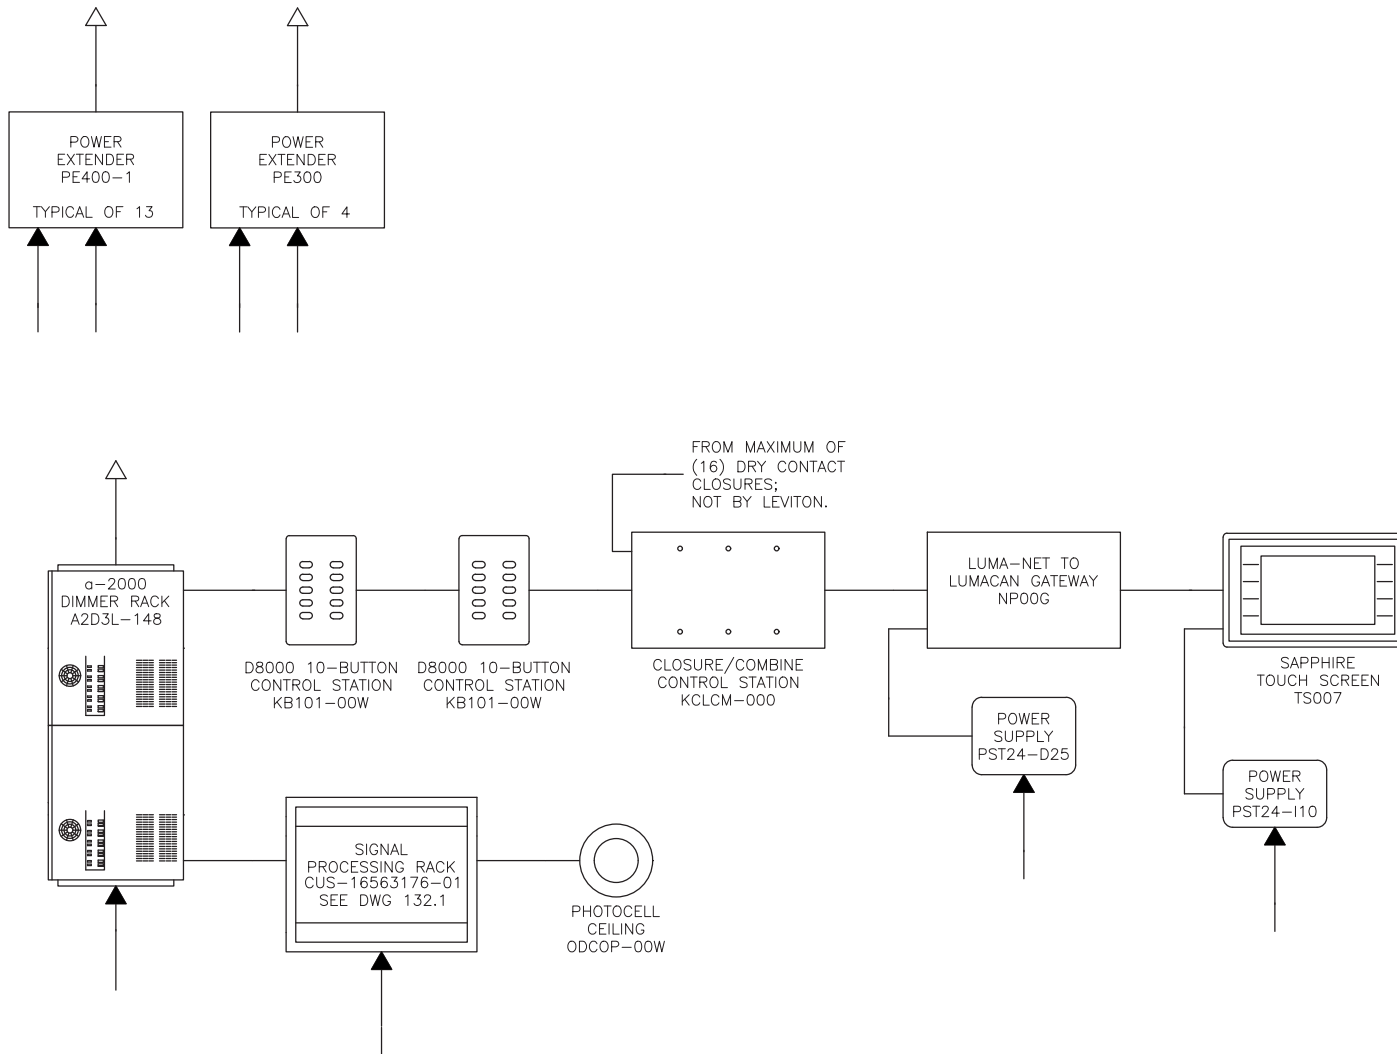 POWER
EXTENDER
PE400-1
TYPICAL OF 13
POWER
EXTENDER
PE300
TYPICAL OF 4
FROM MAXIMUM OF
(16) DRY CONTACT
CLOSURES;
NOT BY LEVITON.
a-2000
DIMMER RACK
A2D3L-148
D8000 10-BUTTON
CONTROL STATION
KB101-00W
D8000 10-BUTTON
CONTROL STATION
KB101-00W
CLOSURE/COMBINE
CONTROL STATION
KCLCM-000
LUMA-NET TO
LUMACAN GATEWAY
NP00G
SAPPHIRE
TOUCH SCREEN
TS007
POWER
SUPPLY
PST24-D25
POWER
SUPPLY
PST24-I10
SIGNAL
PROCESSING RACK
CUS-16563176-01
SEE DWG 132.1
PHOTOCELL
CEILING
ODCOP-00W